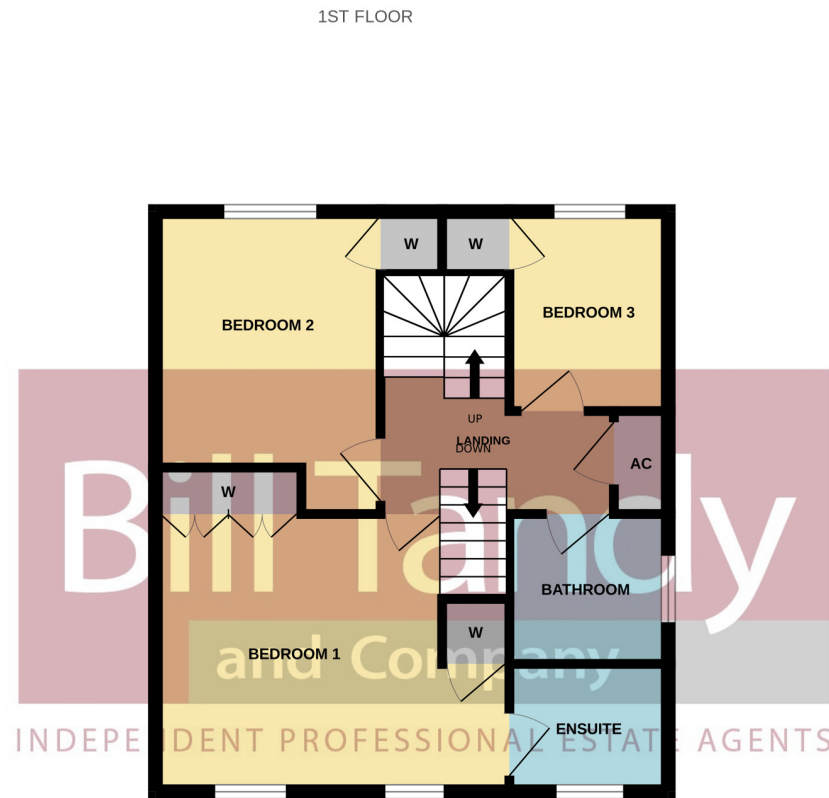 1ST FLOOR
W
W
BEDROOM 2
BEDROOM 3
UP
LANDING
DOWN
AC
W
BATHROOM
W
BEDROOM 1
ENSUITE
Bill Tandy
and Company
INDEPENDENT PROFESSIONAL ESTATE AGENTS